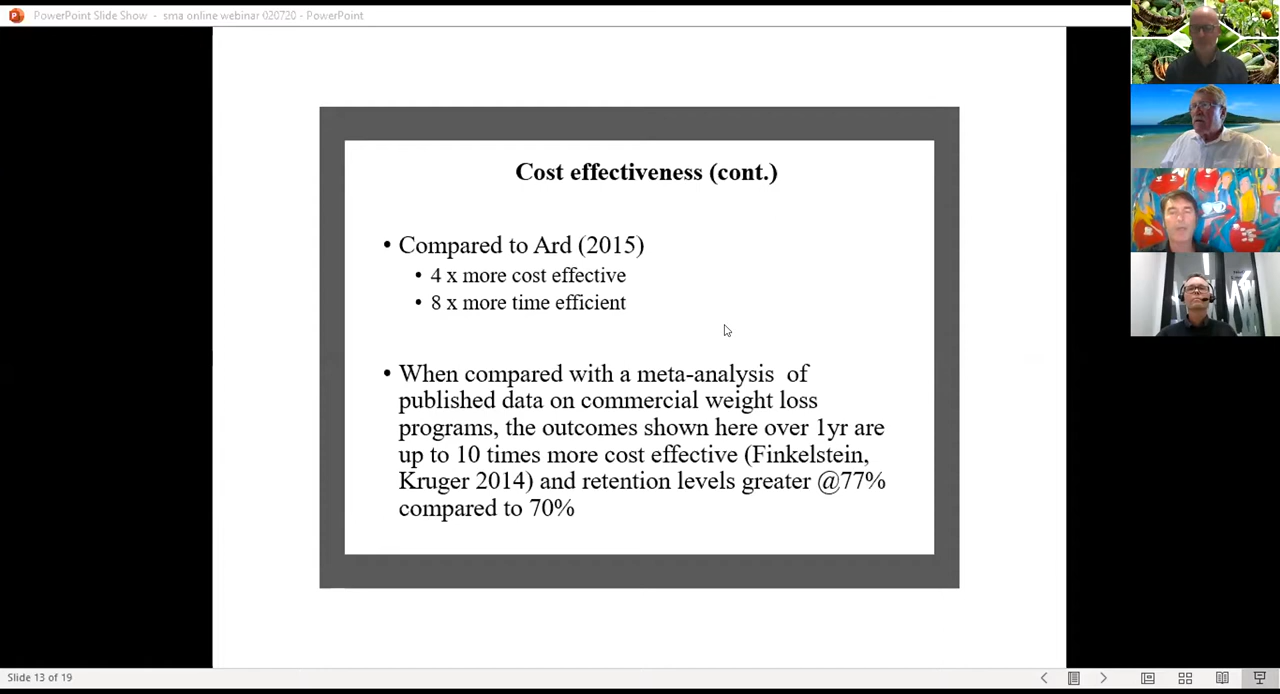 PowerPoint Slide Show - sma online webinar 020720 - PowerPoint
Cost effectiveness (cont.)
• Compared to Ard (2015)
• 4 x more cost effective
• 8 x more time efficient
• When compared with a meta-analysis of
published data on commercial weight loss
programs, the outcomes shown here over 1yr are
up to 10 times more cost effective (Finkelstein,
Kruger 2014) and retention levels greater @77%
compared to 70%
Slide 13 of 19